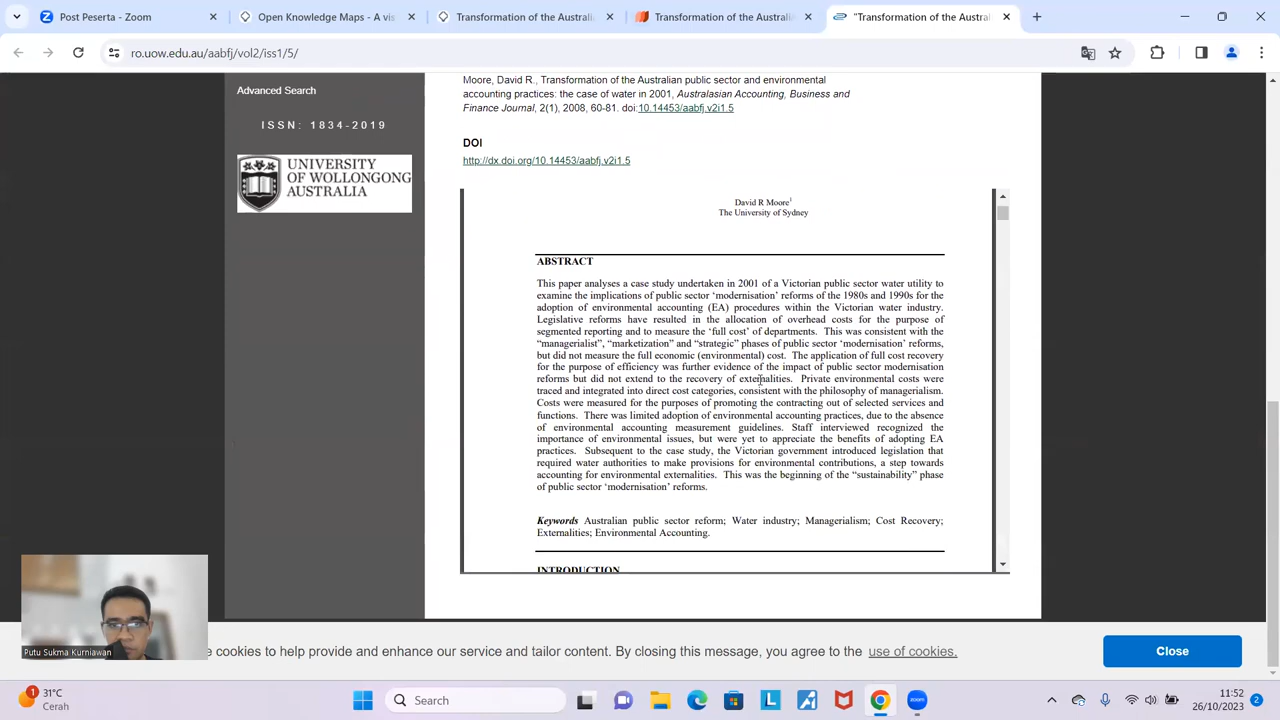 Post Peserta - Zoom
Open Knowledge Maps - A vis
Transformation of the Australi
Transformation of the Australi
"Transformation of the Austral
ro.uow.edu.au/aabfj/vol2/iss1/5/
Advanced Search
ISSN: 1834-2019
UNIVERSITY
OF WOLLONGONG
AUSTRALIA
Moore, David R., Transformation of the Australian public sector and environmental
accounting practices: the case of water in 2001, Australasian Accounting, Business and
Finance Journal, 2(1), 2008, 60-81. doi:10.14453/aabfj.v2i1.5
DOI
http://dx.doi.org/10.14453/aabfj.v2i1.5
David R Moore1
The University of Sydney
ABSTRACT
This paper analyses a case study undertaken in 2001 of a Victorian public sector water utility to
examine the implications of public sector ‘modernisation’ reforms of the 1980s and 1990s for the
adoption of environmental accounting (EA) procedures within the Victorian water industry.
Legislative reforms have resulted in the allocation of overhead costs for the purpose of
segmented reporting and to measure the ‘full cost’ of departments. This was consistent with the
“managerialist”, “marketization” and “strategic” phases of public sector ‘modernisation’ reforms,
but did not measure the full economic (environmental) cost. The application of full cost recovery
for the purpose of efficiency was further evidence of the impact of public sector modernisation
reforms but did not extend to the recovery of externalities. Private environmental costs were
traced and integrated into direct cost categories, consistent with the philosophy of managerialism.
Costs were measured for the purposes of promoting the contracting out of selected services and
functions. There was limited adoption of environmental accounting practices, due to the absence
of environmental accounting measurement guidelines. Staff interviewed recognized the
importance of environmental issues, but were yet to appreciate the benefits of adopting EA
practices. Subsequent to the case study, the Victorian government introduced legislation that
required water authorities to make provisions for environmental contributions, a step towards
accounting for environmental externalities. This was the beginning of the “sustainability” phase
of public sector ‘modernisation’ reforms.
Keywords Australian public sector reform; Water industry; Managerialism; Cost Recovery;
Externalities; Environmental Accounting.
INTRODUCTION
Putu Sukma Kurniawan
e cookies to help provide and enhance our service and tailor content. By closing this message, you agree to the use of cookies.
Close
1
31°C
Cerah
Search
zoom
11:52
26/10/2023
2